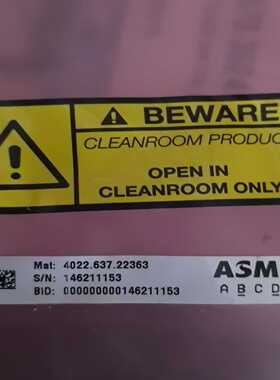 BEWARE
CLEANROOM PRODUC
OPEN IN
CLEANROOM ONLY
Mat: 4022.637.22363
S/N: 146211153
BID: 000000000146211153
ASM
A B C D